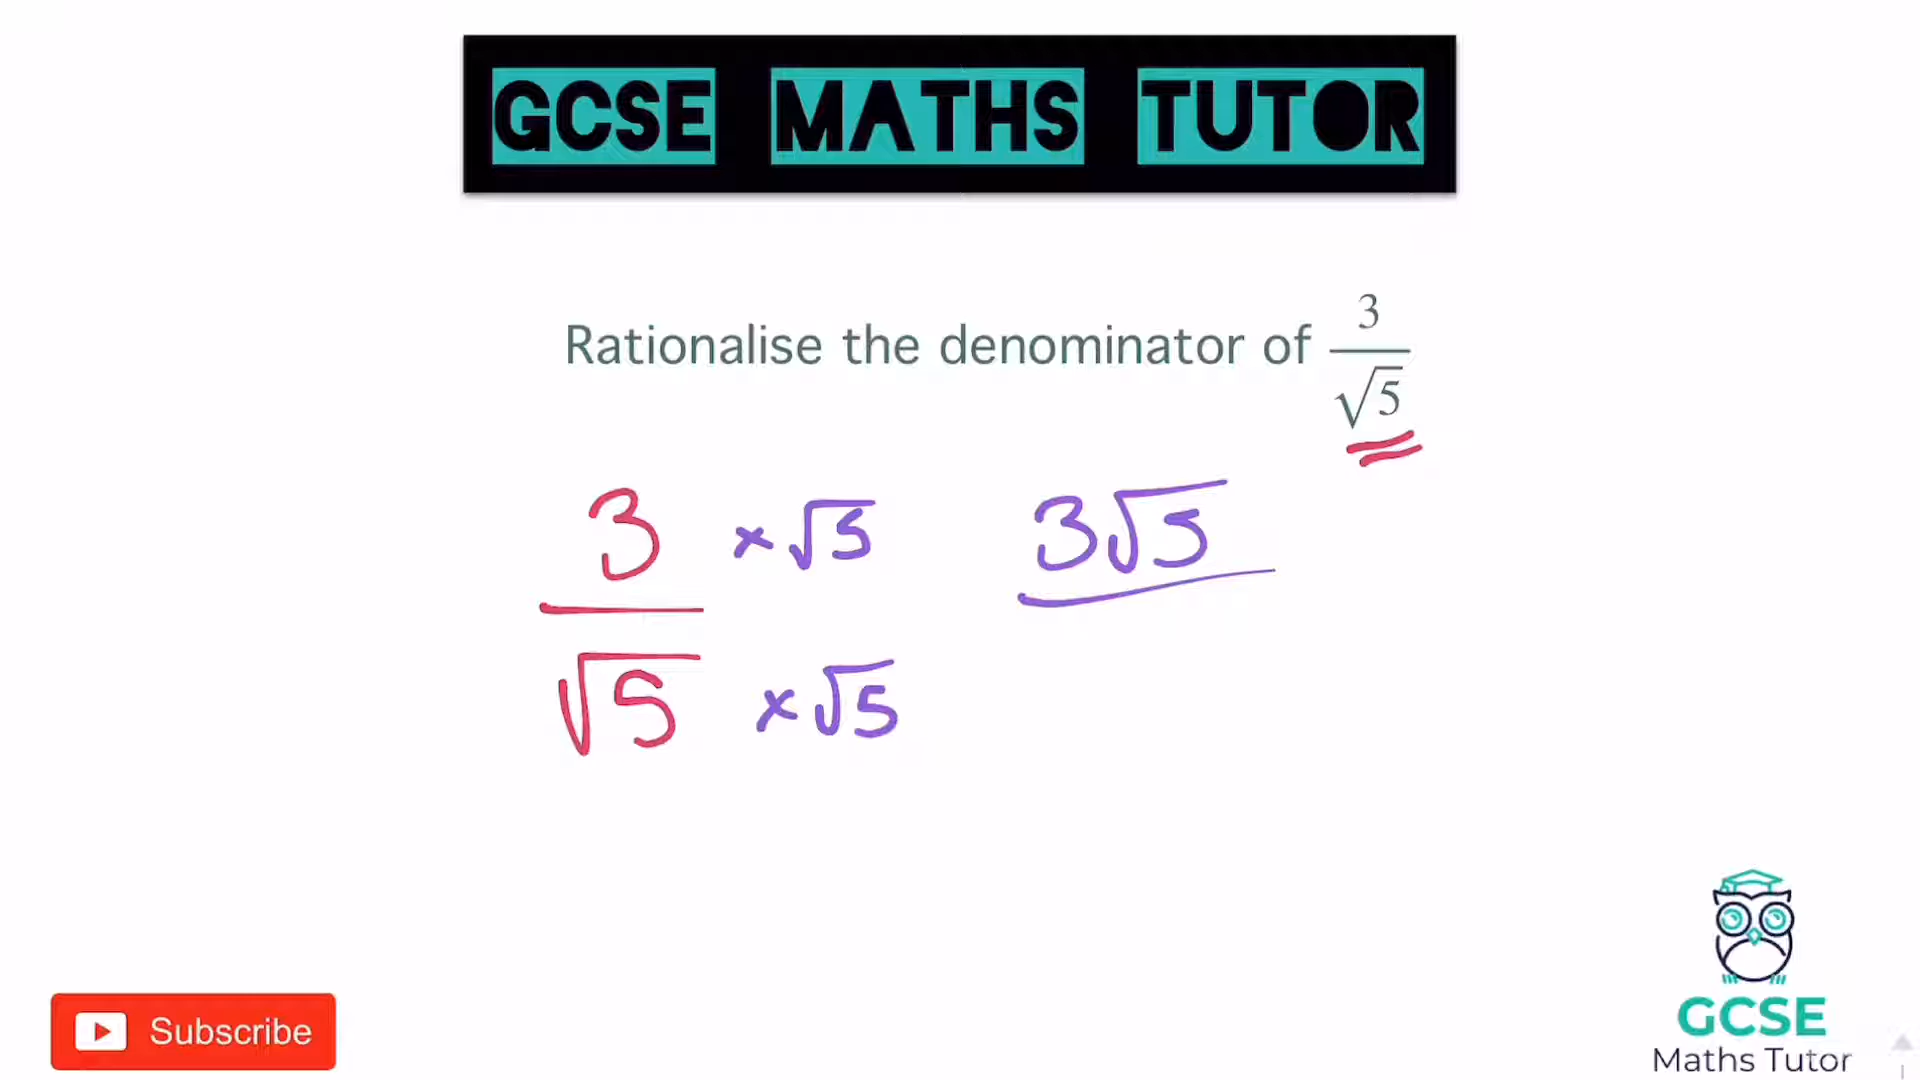 GCSE MATHS TUTOR
Rationalise the denominator of 3/√5
3 × √5
√5 × √5
3√5
Subscribe
GCSE
Maths Tutor